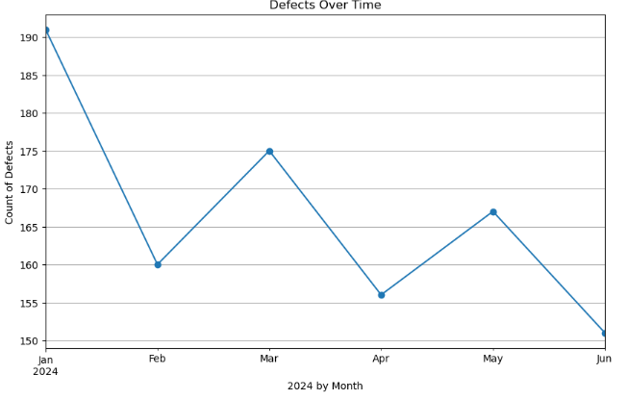 Defects Over Time
Count of Defects
190
185
180
175
170
165
160
155
150
Jan
2024
Feb
Mar
Apr
May
Jun
2024 by Month